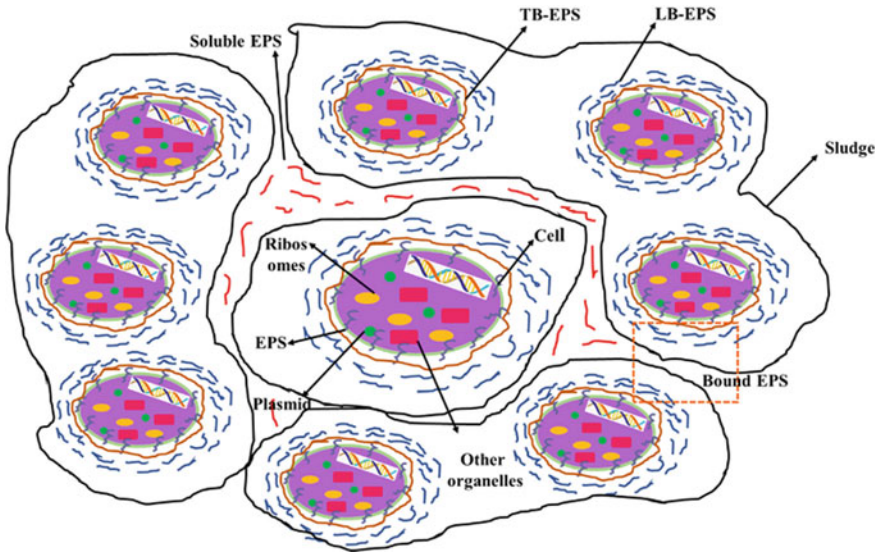 TB-EPS
LB-EPS
Soluble EPS
Sludge
Ribos
omes
Cell
EPS
Bound EPS
Plasmid
Other
organelles